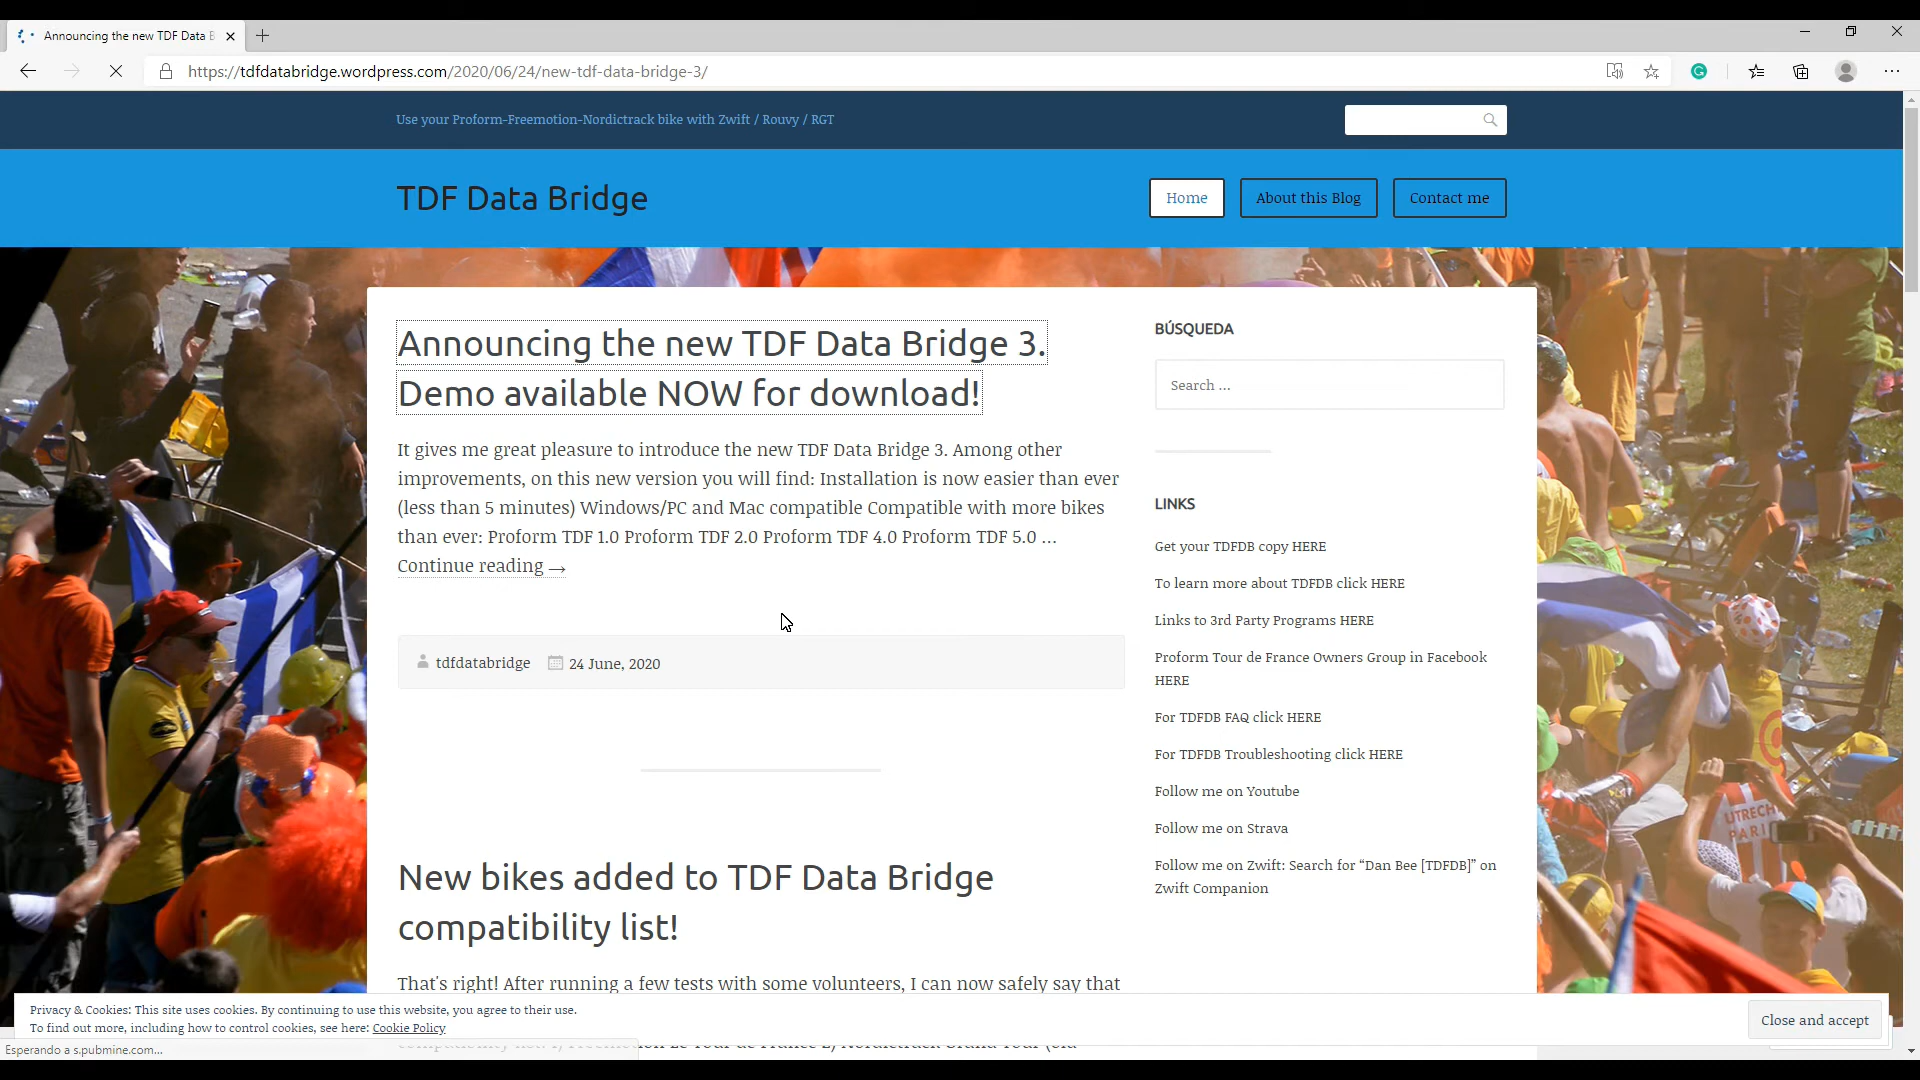 Announcing the new TDF Data B
https://tdfdatabridge.wordpress.com/2020/06/24/new-tdf-data-bridge-3/
Use your Proform-Freemotion-Nordictrack bike with Zwift / Rouvy / RGT
TDF Data Bridge
Home
About this Blog
Contact me
Announcing the new TDF Data Bridge 3.
Demo available NOW for download!
It gives me great pleasure to introduce the new TDF Data Bridge 3. Among other
improvements, on this new version you will find: Installation is now easier than ever
(less than 5 minutes) Windows/PC and Mac compatible Compatible with more bikes
than ever: Proform TDF 1.0 Proform TDF 2.0 Proform TDF 4.0 Proform TDF 5.0 …
Continue reading →
tdfdatabridge 24 June, 2020
New bikes added to TDF Data Bridge
compatibility list!
That's right! After running a few tests with some volunteers, I can now safely say that
BÚSQUEDA
Search …
LINKS
Get your TDFDB copy HERE
To learn more about TDFDB click HERE
Links to 3rd Party Programs HERE
Proform Tour de France Owners Group in Facebook
HERE
For TDFDB FAQ click HERE
For TDFDB Troubleshooting click HERE
Follow me on Youtube
Follow me on Strava
Follow me on Zwift: Search for “Dan Bee [TDFDB]” on
Zwift Companion
UTRECH
PARI
Privacy & Cookies: This site uses cookies. By continuing to use this website, you agree to their use.
To find out more, including how to control cookies, see here: Cookie Policy
Close and accept
Esperando a s.pubmine.com...